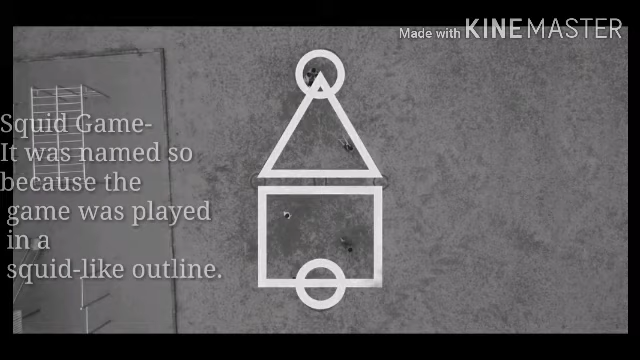 Made with KINEMASTER
Squid Game-
It was named so
because the
game was played
in a
squid-like outline.